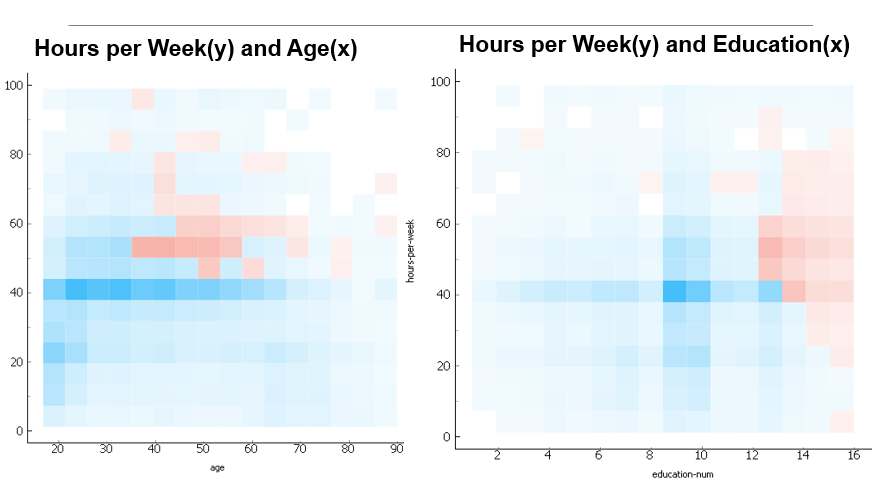 Hours per Week(y) and Age(x)
100
80
60
40
20
0
20 30 40 50 60 70 80 90
age
Hours per Week(y) and Education(x)
hours-per-week
100
80
60
40
20
0
2 4 6 8 10 12 14 16
education-num